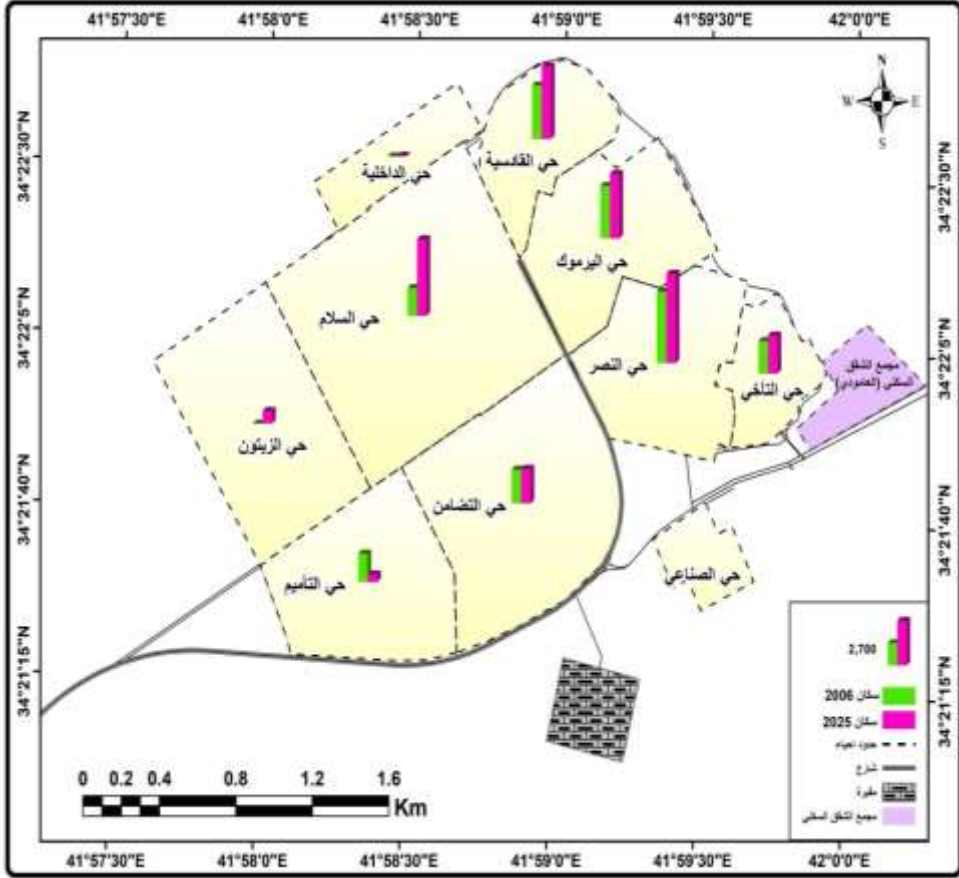 41°57'30"E 41°58'0"E 41°58'30"E 41°59'0"E 41°59'30"E 42°0'0"E
N
W E
S
34°22'30"N
34°22'5"N
34°21'40"N
34°21'15"N
34°22'30"N
34°22'5"N
34°21'40"N
34°21'15"N
حي القادسية
حي الداخلية
حي اليرموك
حي السلام
حي النصر
حي التآخي
مجمع الشقق
السكني (العامودي)
حي الزيتون
حي التضامن
حي التأميم
حي الصناعي
2,700
سكان 2006
سكان 2025
حدود احياء
شارع
مقبرة
مجمع الشقق السكني
0 0.2 0.4 0.8 1.2 1.6
Km
41°57'30"E 41°58'0"E 41°58'30"E 41°59'0"E 41°59'30"E 42°0'0"E